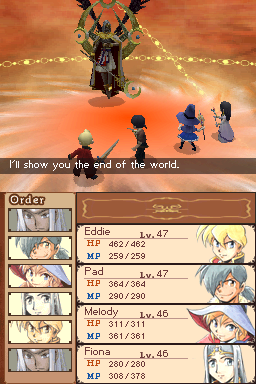 I'll show you the end of the world.
Order
Eddie Lv. 47
HP 462/462
MP 259/259
Pad Lv. 47
HP 364/364
MP 290/290
Melody Lv. 46
HP 311/311
MP 361/361
Fiona Lv. 46
HP 280/280
MP 308/378